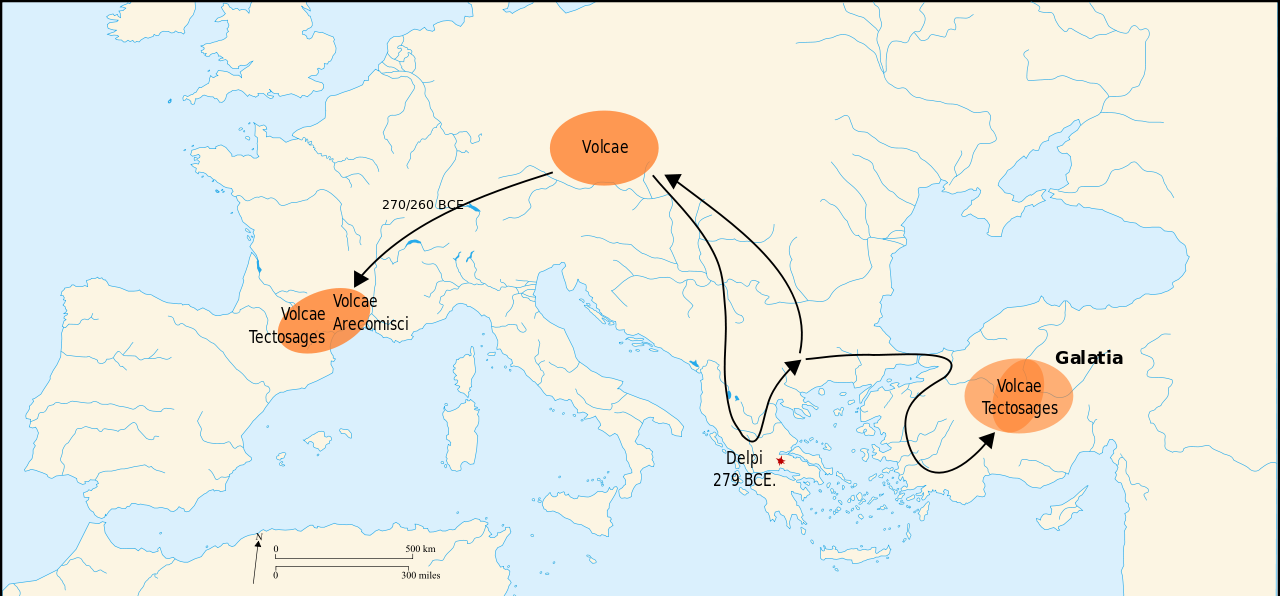 Volcae
270/260 BCE
Volcae
Arecomisci
Volcae
Tectosages
Galatia
Volcae
Tectosages
Delpi
279 BCE.
N
0 500 km
0 300 miles